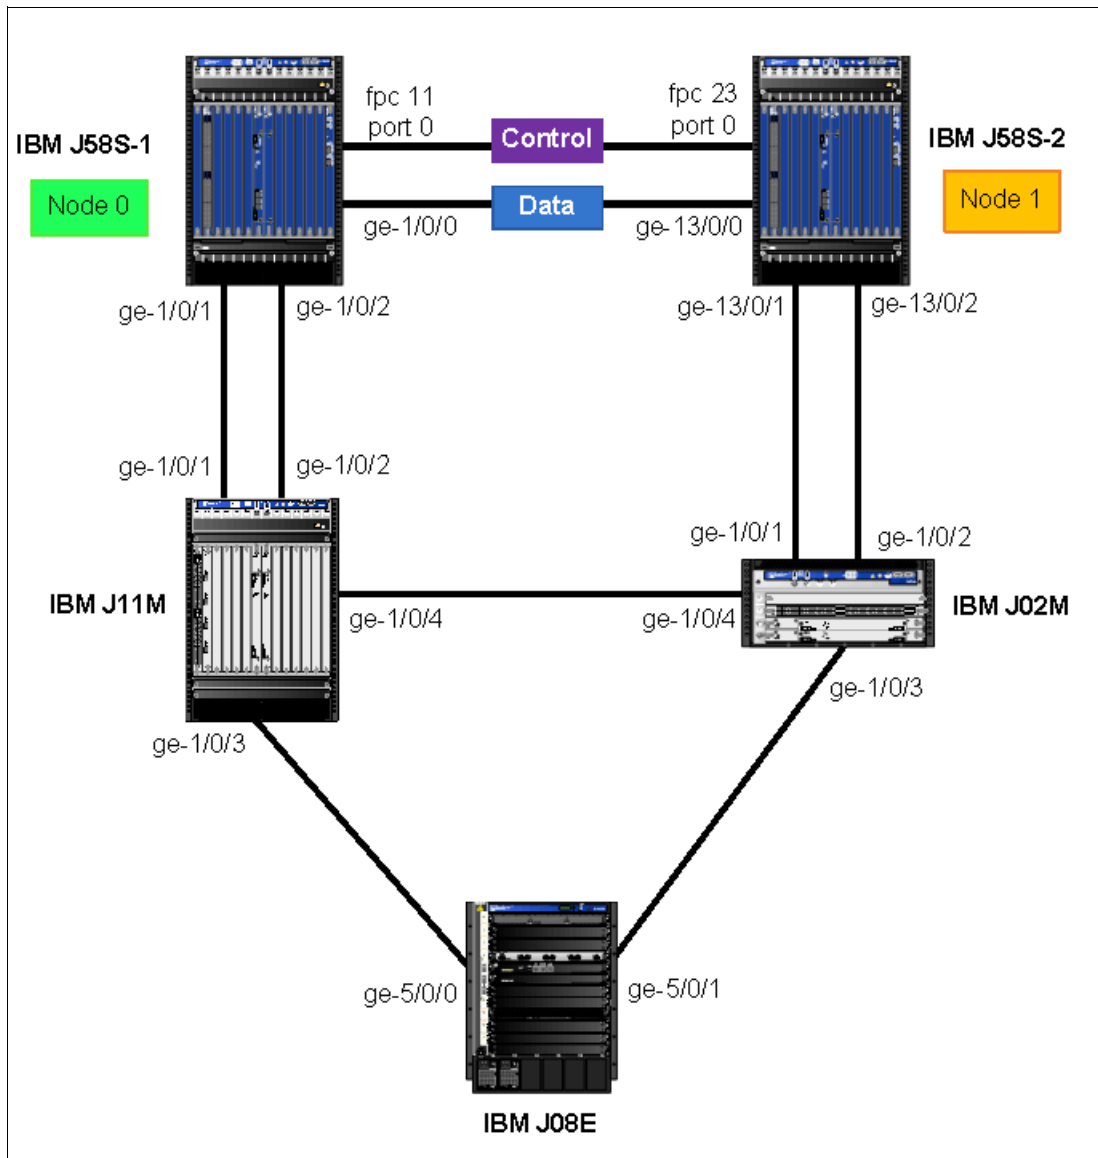 fpc 11
port 0
fpc 23
port 0
Control
IBM J58S-1
IBM J58S-2
Node 0
Node 1
Data
ge-1/0/0
ge-13/0/0
ge-1/0/1
ge-1/0/2
ge-13/0/1
ge-13/0/2
ge-1/0/1
ge-1/0/2
ge-1/0/1
ge-1/0/2
IBM J11M
IBM J02M
ge-1/0/4
ge-1/0/4
ge-1/0/3
ge-1/0/3
ge-5/0/0
ge-5/0/1
IBM J08E